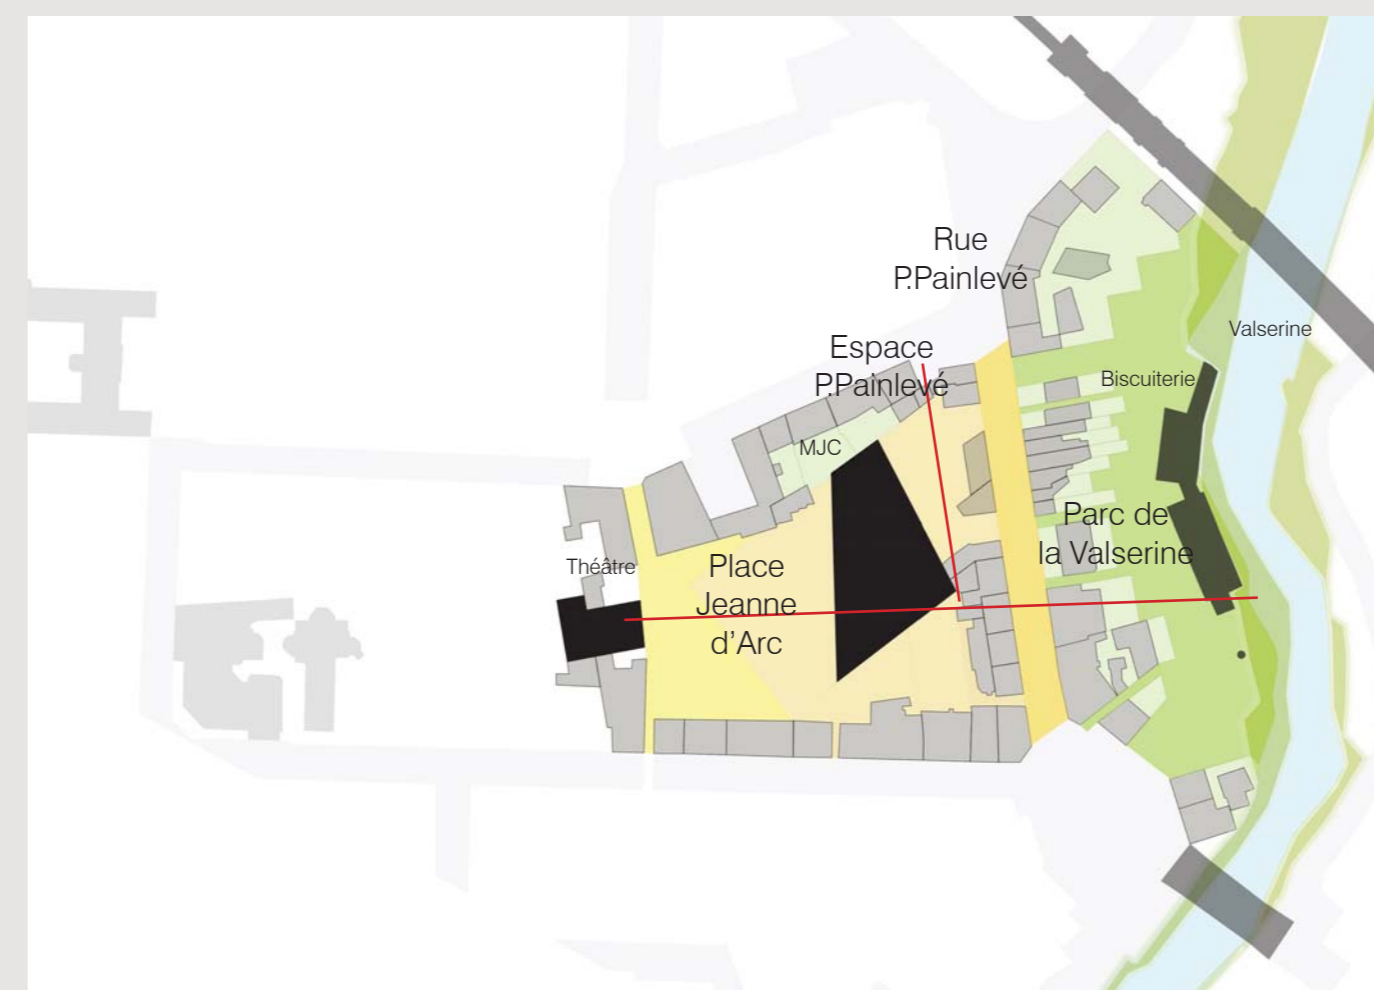 Rue
P.Painlevé
Valserine
Espace
P.Painlevé
Biscuiterie
MJC
Parc de
la Valserine
Théâtre
Place
Jeanne
d'Arc